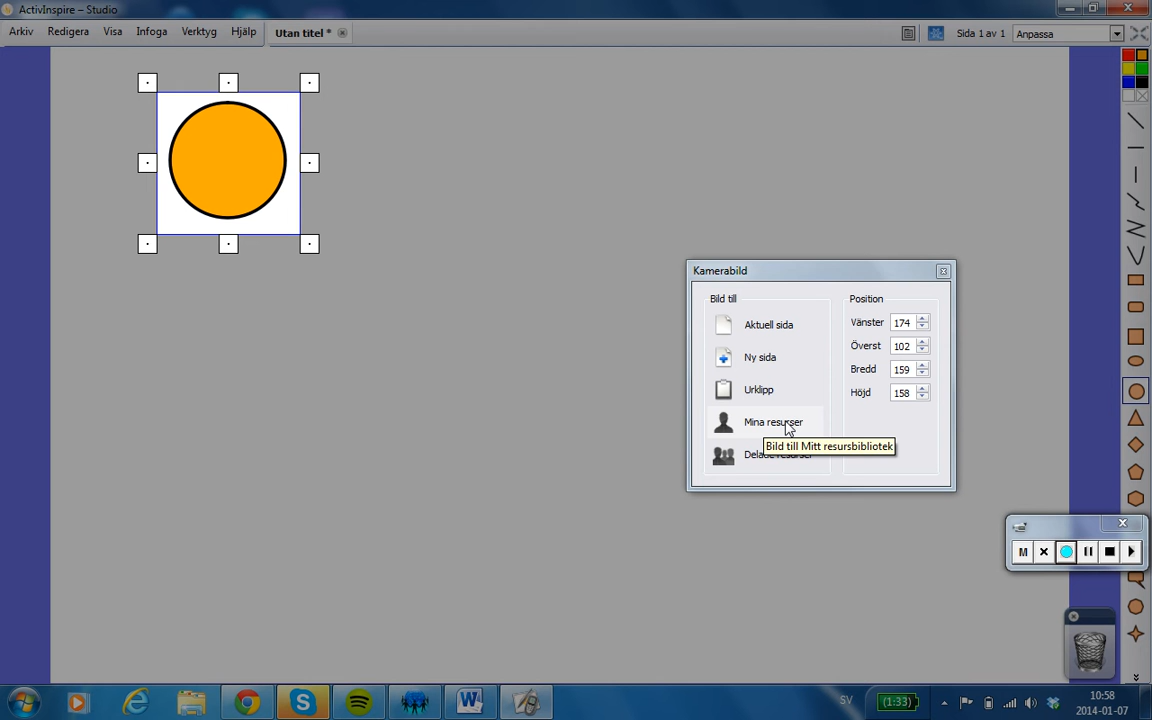 ActivInspire – Studio
Arkiv Redigera Visa Infoga Verktyg Hjälp Utan titel * Sida 1 av 1 Anpassa
Kamerabild
Bild till Position
Aktuell sida Vänster 174
Överst 102
Ny sida Bredd 159
Urklipp Höjd 158
Mina resurser
Bild till Mitt resursbibliotek
Delade resurser
M
SV (1:33) 10:58
2014-01-07